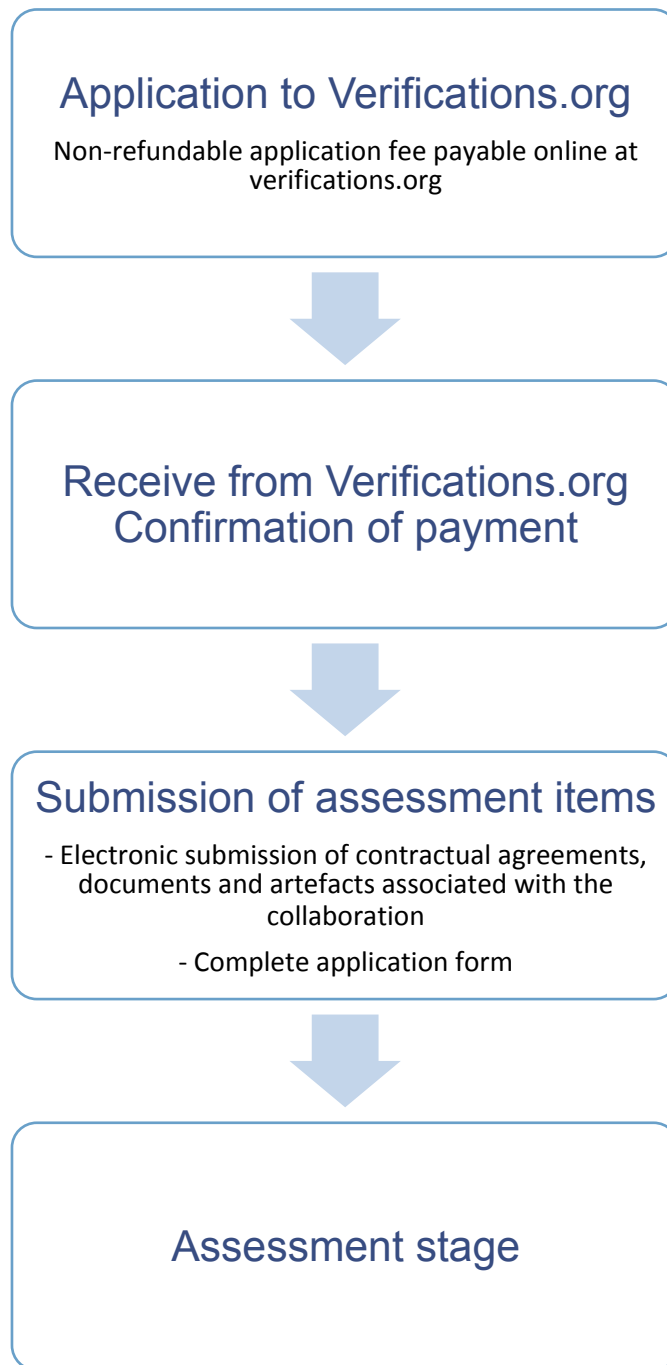 Application to Verifications.org
Non-refundable application fee payable online at
verifications.org
Receive from Verifications.org
Confirmation of payment
Submission of assessment items
- Electronic submission of contractual agreements,
documents and artefacts associated with the
collaboration
- Complete application form
Assessment stage